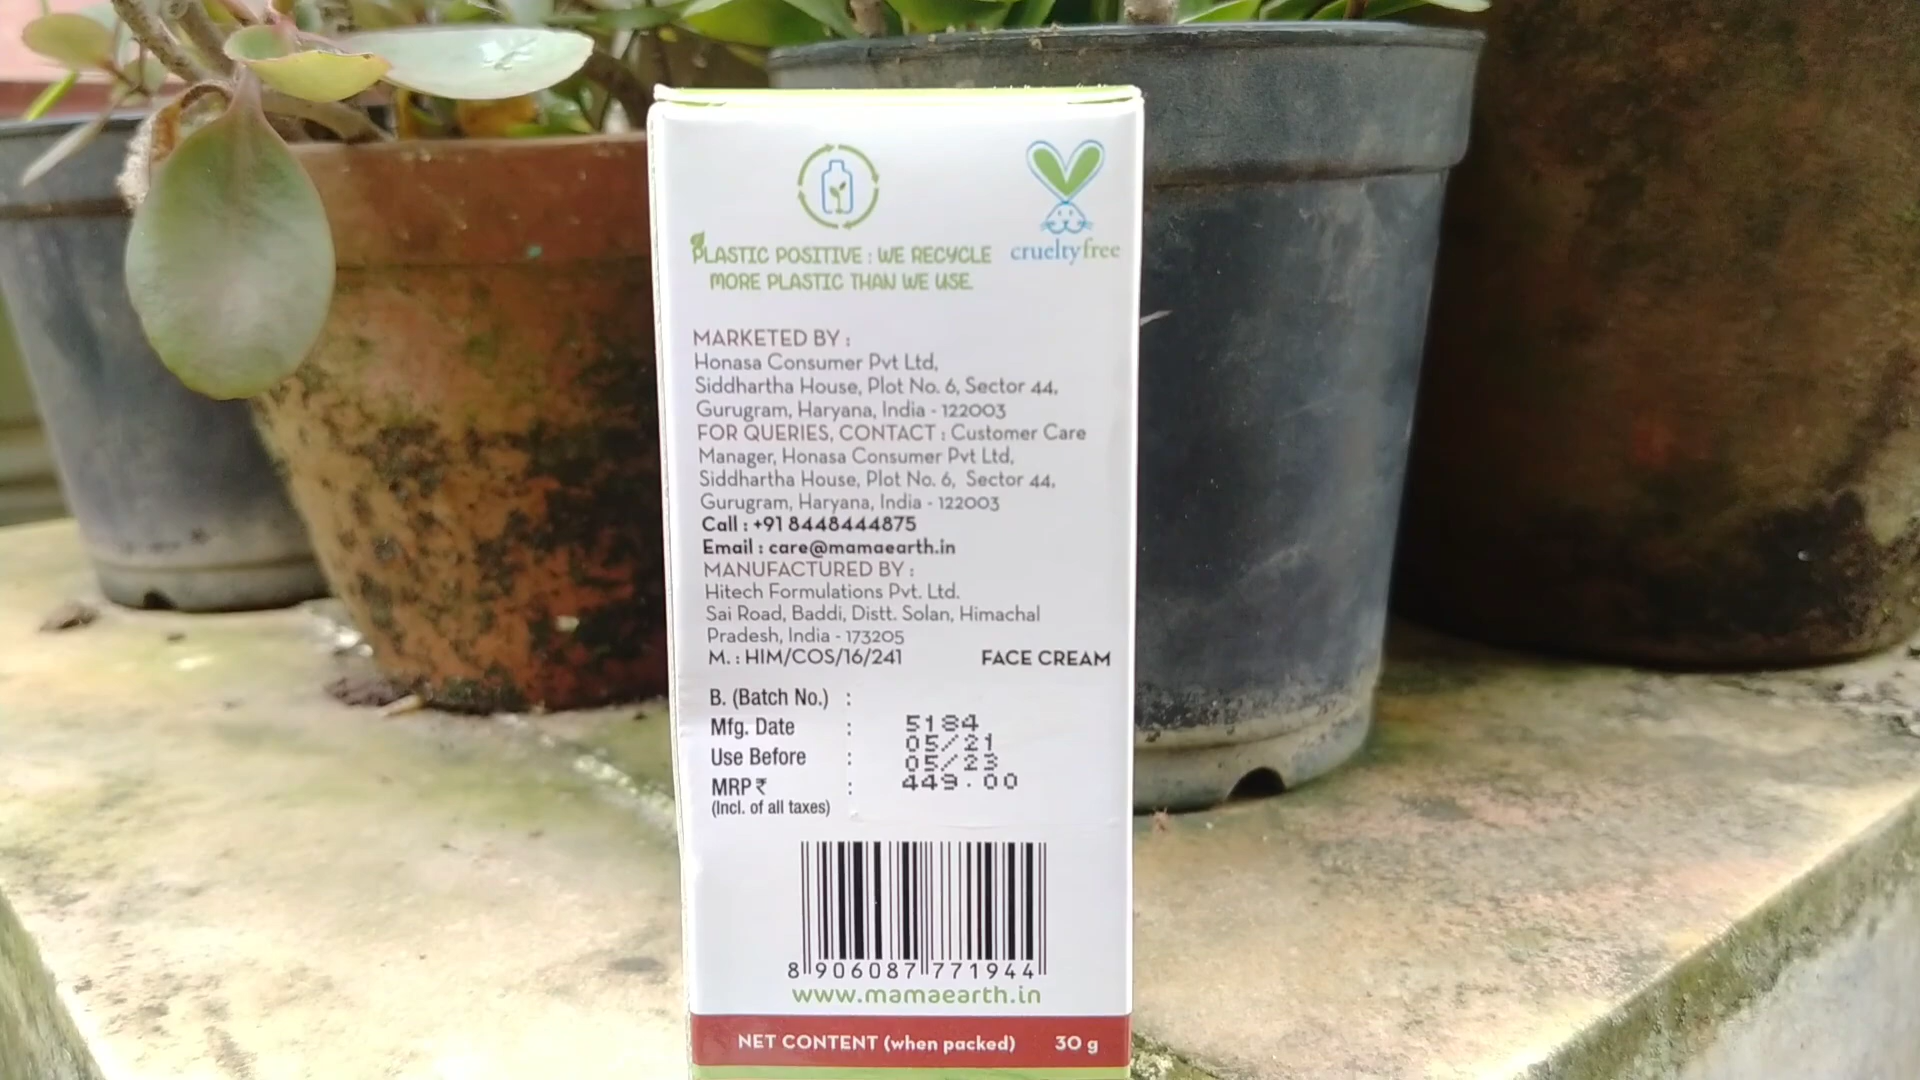 PLASTIC POSITIVE : WE RECYCLE
MORE PLASTIC THAN WE USE.
crueltyfree
MARKETED BY :
Honasa Consumer Pvt Ltd,
Siddhartha House, Plot No. 6, Sector 44,
Gurugram, Haryana, India - 122003
FOR QUERIES, CONTACT : Customer Care
Manager, Honasa Consumer Pvt Ltd,
Siddhartha House, Plot No. 6, Sector 44,
Gurugram, Haryana, India - 122003
Call : +91 8448444875
Email : care@mamaearth.in
MANUFACTURED BY :
Hitech Formulations Pvt. Ltd.
Sai Road, Baddi, Distt. Solan, Himachal
Pradesh, India - 173205
M. : HIM/COS/16/241 FACE CREAM
B. (Batch No.) :
Mfg. Date : 5184
05/21
Use Before : 05/23
MRP ₹ : 449.00
(Incl. of all taxes)
8 906087 771944
www.mamaearth.in
NET CONTENT (when packed) 30 g